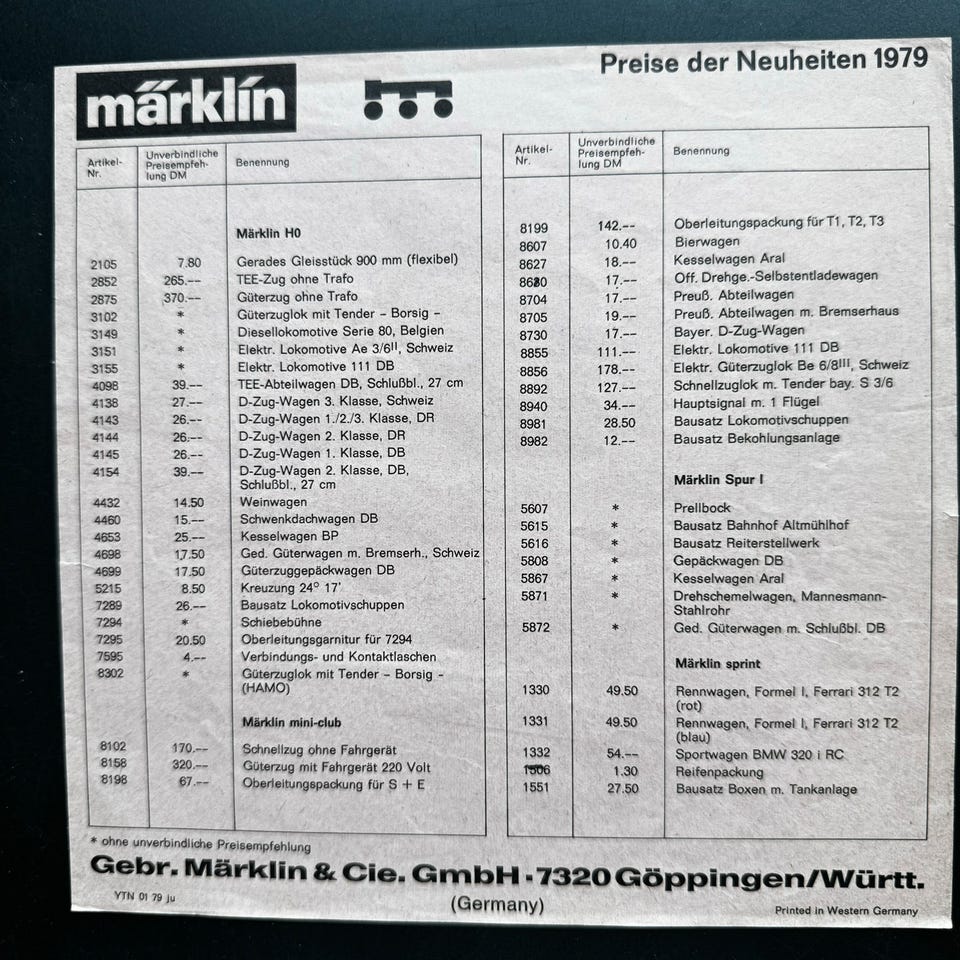 märklin
Preise der Neuheiten 1979
Artikel-Nr. Unverbindliche Preisempfehlung DM Benennung
Märklin H0
2105 7.80 Gerades Gleisstück 900 mm (flexibel)
2852 265.-- TEE-Zug ohne Trafo
2875 370.-- Güterzug ohne Trafo
3102 * Güterzuglok mit Tender – Borsig –
3149 * Diesellokomotive Serie 80, Belgien
3151 * Elektr. Lokomotive Ae 3/6II, Schweiz
3155 * Elektr. Lokomotive 111 DB
4098 39.-- TEE-Abteilwagen DB, Schlußbl., 27 cm
4138 27.-- D-Zug-Wagen 3. Klasse, Schweiz
4143 26.-- D-Zug-Wagen 1./2./3. Klasse, DR
4144 26.-- D-Zug-Wagen 2. Klasse, DR
4145 26.-- D-Zug-Wagen 1. Klasse, DB
4154 39.-- D-Zug-Wagen 2. Klasse, DB,
Schlußbl., 27 cm
4432 14.50 Weinwagen
4460 15.-- Schwenkdachwagen DB
4653 25.-- Kesselwagen BP
4698 17.50 Ged. Güterwagen m. Bremserh., Schweiz
4699 17.50 Güterzuggepäckwagen DB
5215 8.50 Kreuzung 24° 17'
7289 26.-- Bausatz Lokomotivschuppen
7294 * Schiebebühne
7295 20.50 Oberleitungsgarnitur für 7294
7595 4.-- Verbindungs- und Kontaktlaschen
8302 * Güterzuglok mit Tender – Borsig –
(HAMO)
Märklin mini-club
8102 170.-- Schnellzug ohne Fahrgerät
8158 320.-- Güterzug mit Fahrgerät 220 Volt
8198 67.-- Oberleitungspackung für S + E
Artikel-Nr. Unverbindliche Preisempfehlung DM Benennung
8199 142.-- Oberleitungspackung für T1, T2, T3
8607 10.40 Bierwagen
8627 18.-- Kesselwagen Aral
17.-- Off. Drehge.-Selbstentladewagen
8704 17.-- Preuß. Abteilwagen
8705 19.-- Preuß. Abteilwagen m. Bremserhaus
8730 17.-- Bayer. D-Zug-Wagen
8855 111.-- Elektr. Lokomotive 111 DB
8856 178.-- Elektr. Güterzuglok Be 6/8III, Schweiz
8892 127.-- Schnellzuglok m. Tender bay. S 3/6
8940 34.-- Hauptsignal m. 1 Flügel
8981 28.50 Bausatz Lokomotivschuppen
8982 12.-- Bausatz Bekohlungsanlage
Märklin Spur I
5607 * Prellbock
5615 * Bausatz Bahnhof Altmühlhof
5616 * Bausatz Reiterstellwerk
5808 * Gepäckwagen DB
5867 * Kesselwagen Aral
5871 * Drehschemelwagen, Mannesmann-
Stahlrohr
5872 * Ged. Güterwagen m. Schlußbl. DB
Märklin sprint
1330 49.50 Rennwagen, Formel I, Ferrari 312 T2
(rot)
1331 49.50 Rennwagen, Formel I, Ferrari 312 T2
(blau)
1332 54.-- Sportwagen BMW 320 i RC
1506 1.30 Reifenpackung
1551 27.50 Bausatz Boxen m. Tankanlage
* ohne unverbindliche Preisempfehlung
Gebr. Märklin & Cie. GmbH · 7320 Göppingen/Württ.
(Germany)
YTN 01 79 ju
Printed in Western Germany